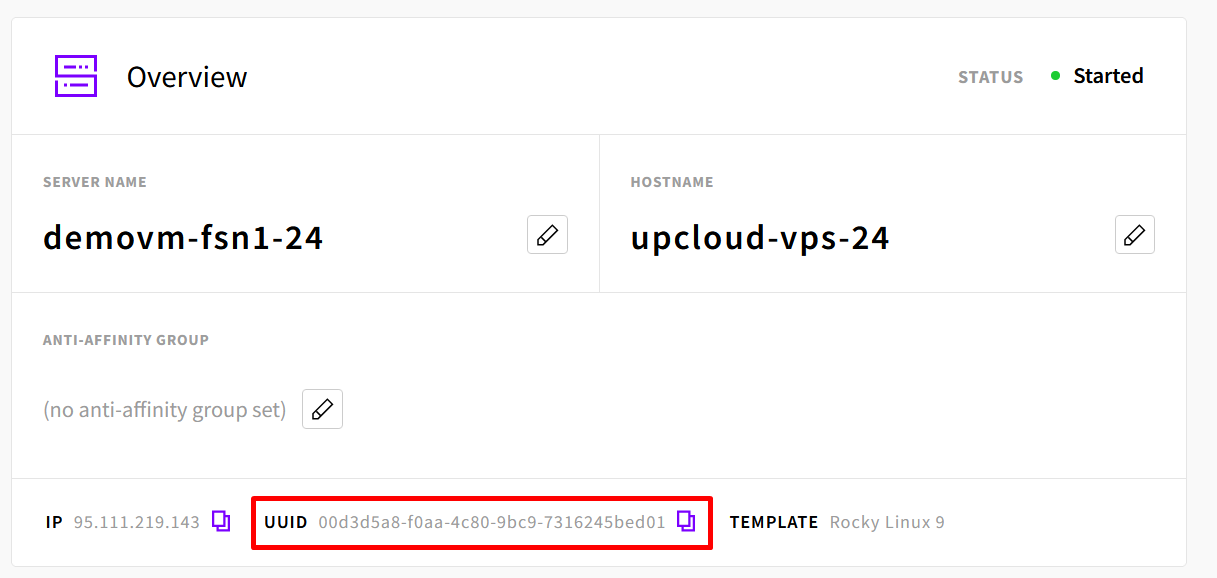 Overview
STATUS Started
SERVER NAME
demovm-fsn1-24
HOSTNAME
upcloud-vps-24
ANTI-AFFINITY GROUP
(no anti-affinity group set)
IP 95.111.219.143 UUID 00d3d5a8-f0aa-4c80-9bc9-7316245bed01 TEMPLATE Rocky Linux 9